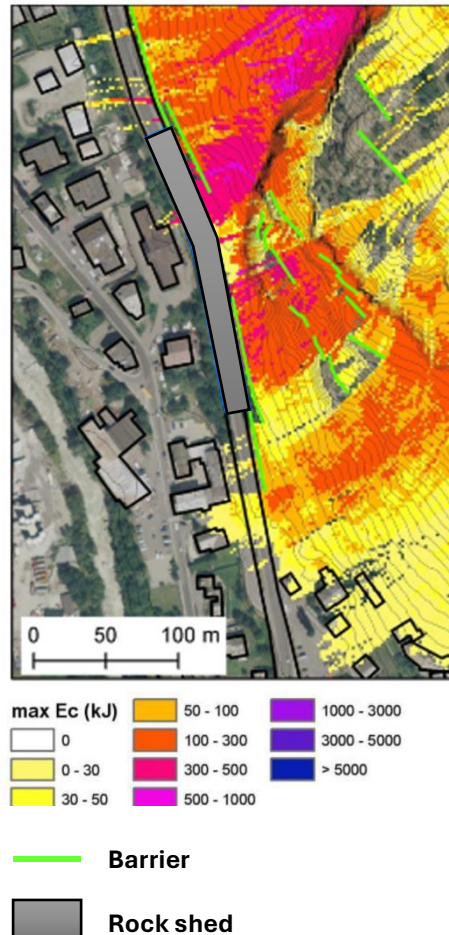 0 50 100 m
max Ec (kJ)
0
0 - 30
30 - 50
50 - 100
100 - 300
300 - 500
500 - 1000
1000 - 3000
3000 - 5000
> 5000
Barrier
Rock shed